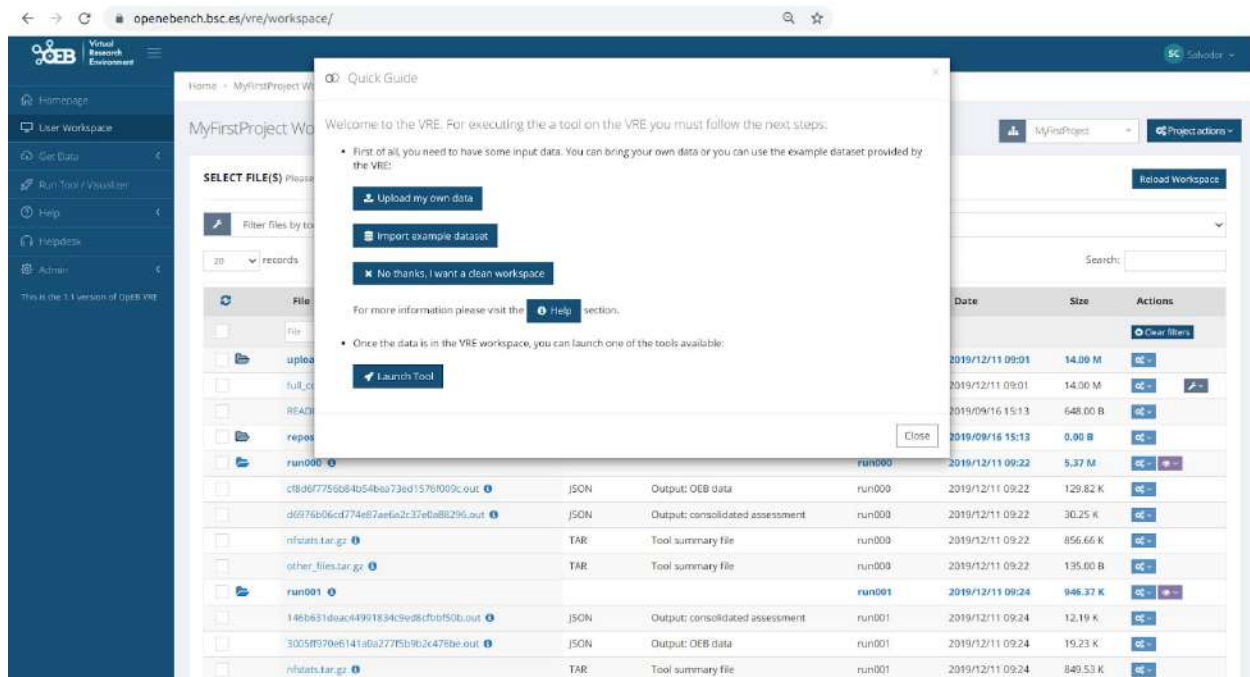 openebench.bsc.es/vre/workspace/
OEB Virtual Research Environment
SC Salvador
Homepage
User Workspace
Get Data
Run Tool / Visualizer
Help
Helpdesk
Admin
This is the 1.1 version of OpEB VRE
Home MyFirstProject
MyFirstProject
MyFirstProject
Project actions
SELECT FILE(S) Please
Reload Workspace
Filter files by
20 records
Search:
Quick Guide
Welcome to the VRE. For executing the a tool on the VRE you must follow the next steps:
First of all, you need to have some input data. You can bring your own data or you can use the example dataset provided by
the VRE:
Upload my own data
Import example dataset
No thanks, I want a clean workspace
For more information please visit the Help section.
Once the data is in the VRE workspace, you can launch one of the tools available:
Launch Tool
Close
File Date Size Actions
File Clear filters
2019/12/11 09:01 14.00 M
2019/12/11 09:01 14.00 M
2019/09/16 15:13 648.00 B
2019/09/16 15:13 0.00 B
run000 run000 2019/12/11 09:22 5.37 M
JSON Output: OEB data run000 2019/12/11 09:22 129.82 K
JSON Output: consolidated assessment run000 2019/12/11 09:22 30.25 K
nfstats.tar.gz TAR Tool summary file run000 2019/12/11 09:22 856.66 K
other_files.tar.gz TAR Tool summary file run000 2019/12/11 09:22 135.00 B
run001 run001 2019/12/11 09:24 946.37 K
JSON Output: consolidated assessment run001 2019/12/11 09:24 12.19 K
JSON Output: OEB data run001 2019/12/11 09:24 19.23 K
nfstats.tar.gz TAR Tool summary file run001 2019/12/11 09:24 849.53 K